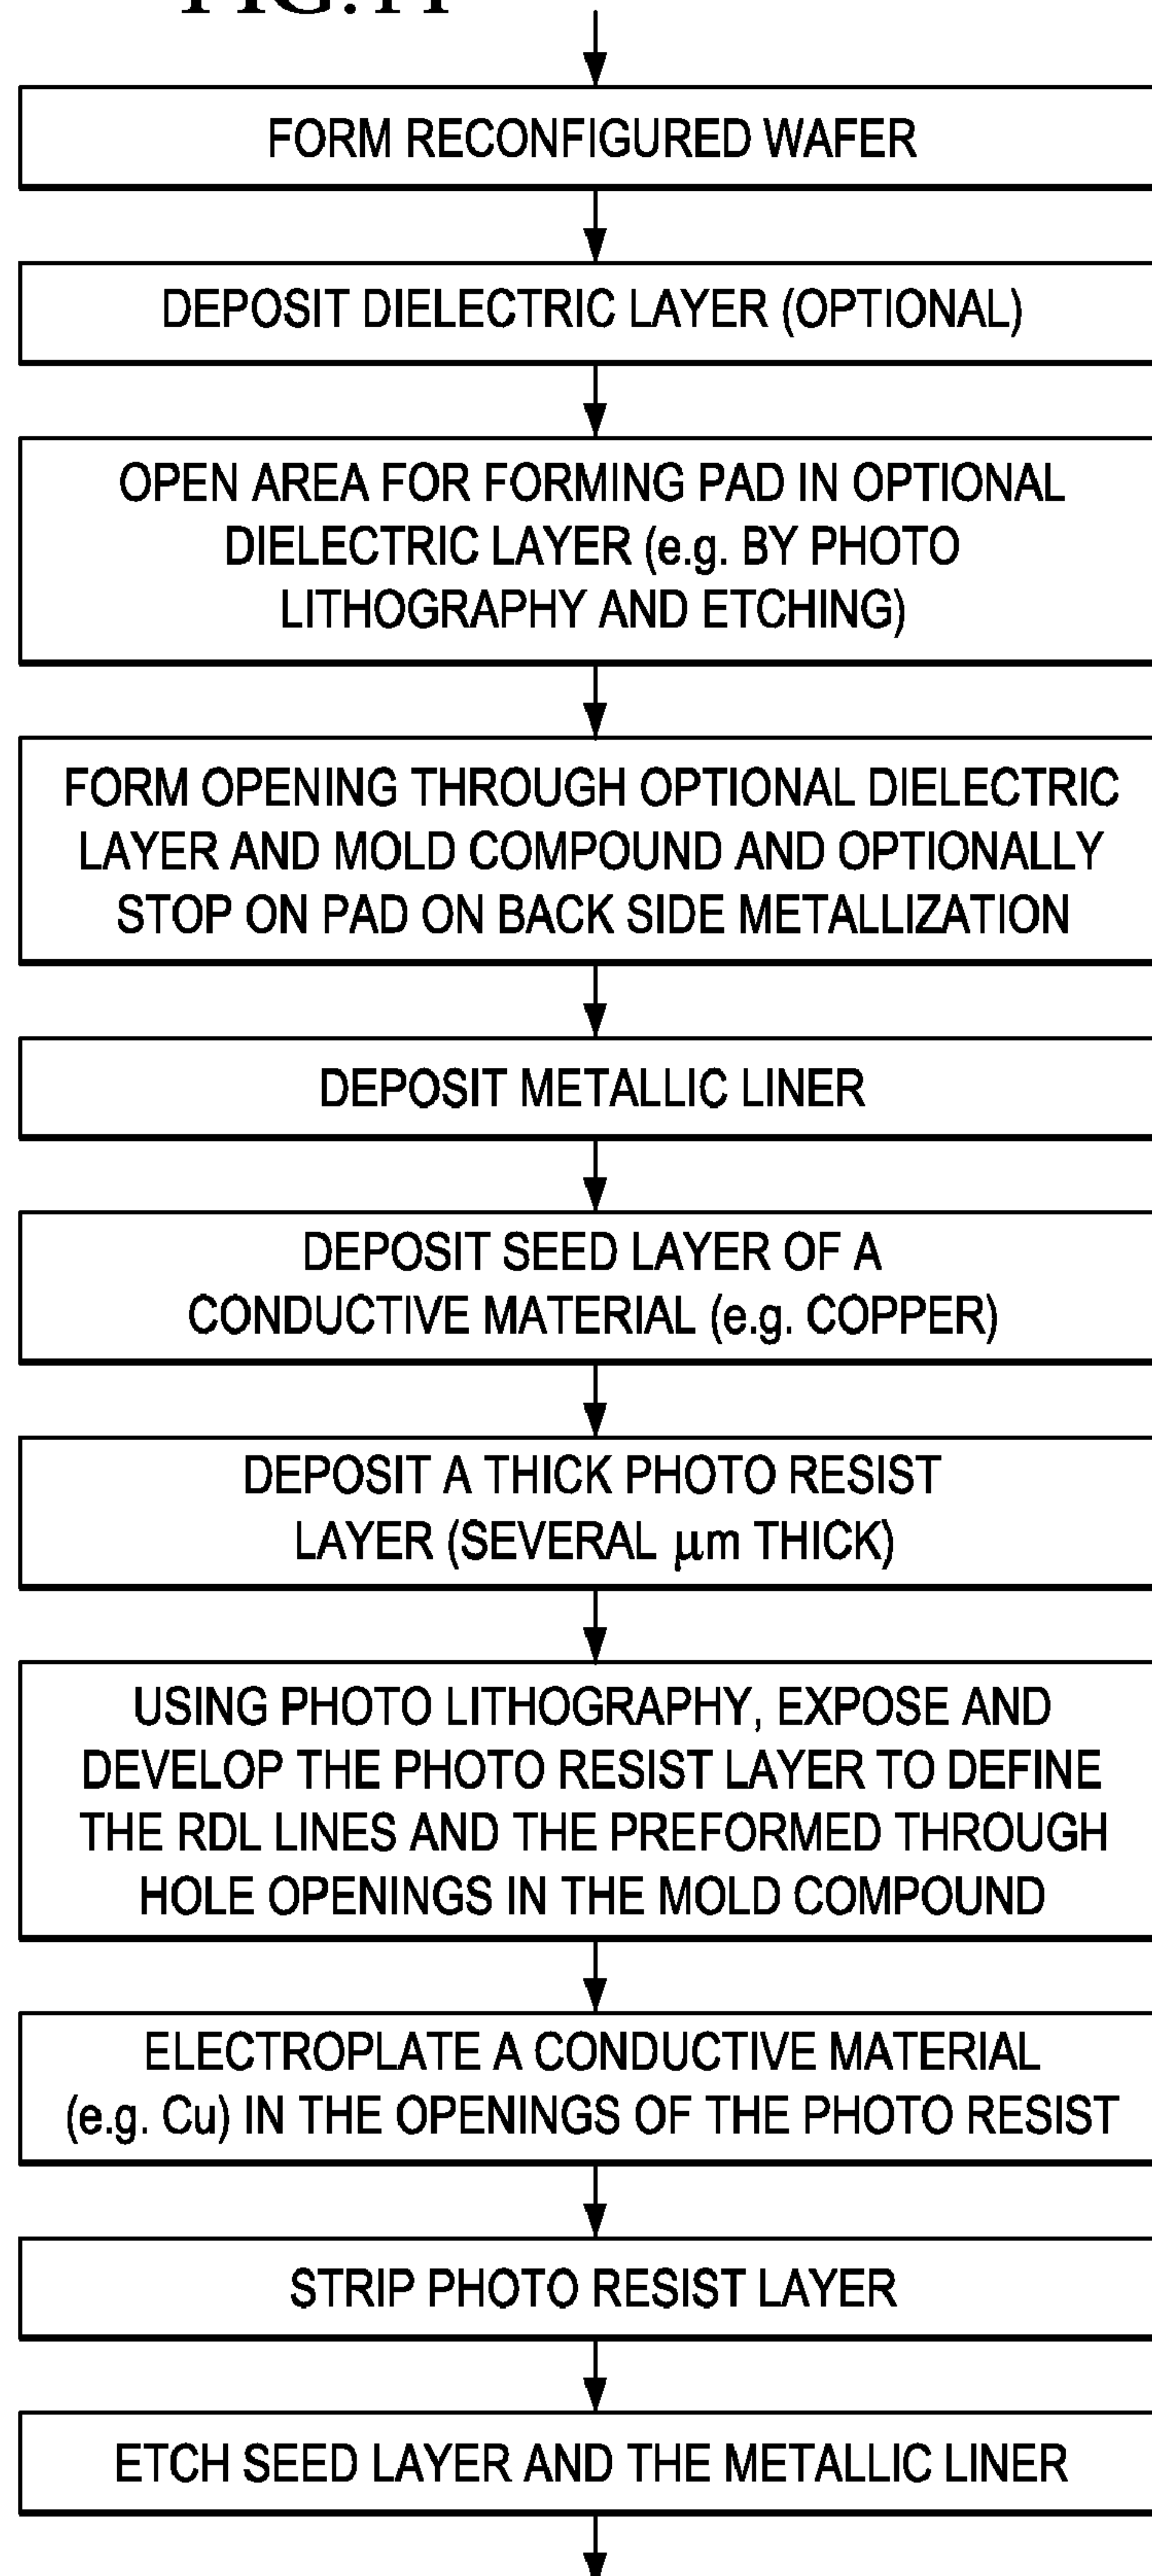 FIG. 11
FORM RECONFIGURED WAFER
DEPOSIT DIELECTRIC LAYER (OPTIONAL)
OPEN AREA FOR FORMING PAD IN OPTIONAL
DIELECTRIC LAYER (e.g. BY PHOTO
LITHOGRAPHY AND ETCHING)
FORM OPENING THROUGH OPTIONAL DIELECTRIC
LAYER AND MOLD COMPOUND AND OPTIONALLY
STOP ON PAD ON BACK SIDE METALLIZATION
DEPOSIT METALLIC LINER
DEPOSIT SEED LAYER OF A
CONDUCTIVE MATERIAL (e.g. COPPER)
DEPOSIT A THICK PHOTO RESIST
LAYER (SEVERAL μm THICK)
USING PHOTO LITHOGRAPHY, EXPOSE AND
DEVELOP THE PHOTO RESIST LAYER TO DEFINE
THE RDL LINES AND THE PREFORMED THROUGH
HOLE OPENINGS IN THE MOLD COMPOUND
ELECTROPLATE A CONDUCTIVE MATERIAL
(e.g. Cu) IN THE OPENINGS OF THE PHOTO RESIST
STRIP PHOTO RESIST LAYER
ETCH SEED LAYER AND THE METALLIC LINER